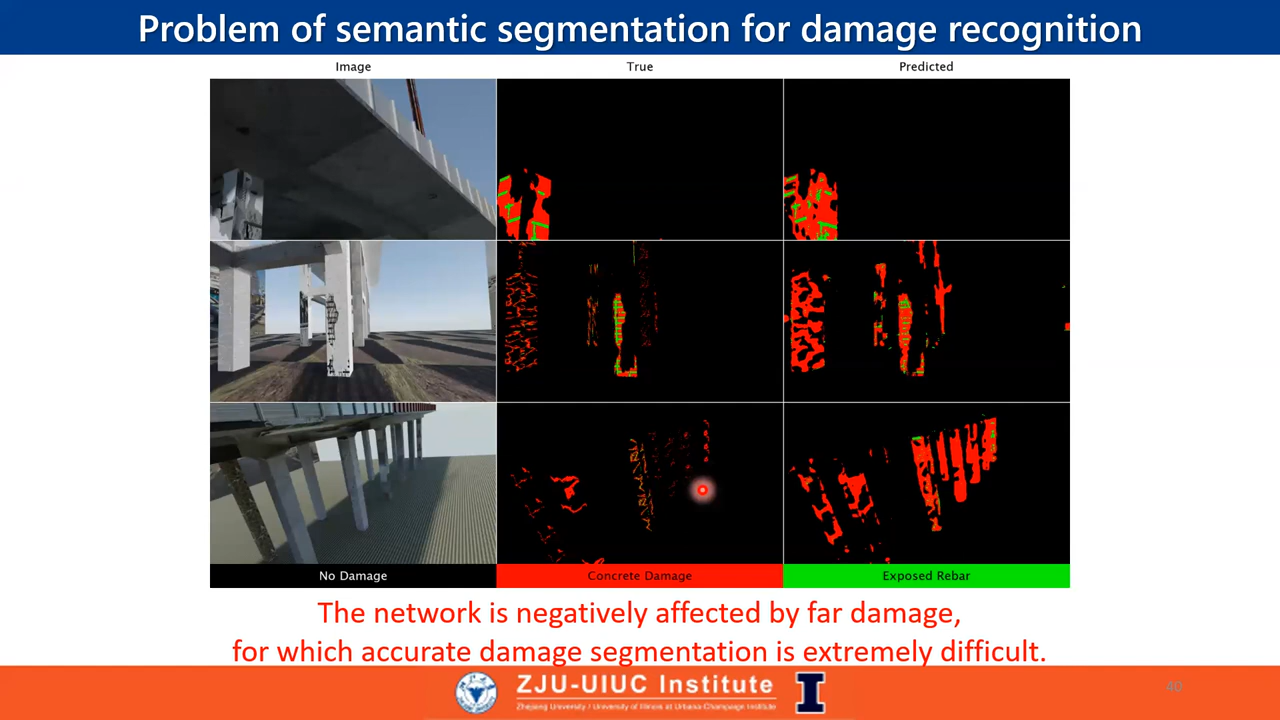 Problem of semantic segmentation for damage recognition
Image True Predicted
No Damage Concrete Damage Exposed Rebar
The network is negatively affected by far damage,
for which accurate damage segmentation is extremely difficult.
ZJU-UIUC Institute
Zhejiang University / University of Illinois at Urbana-Champaign Institute
40